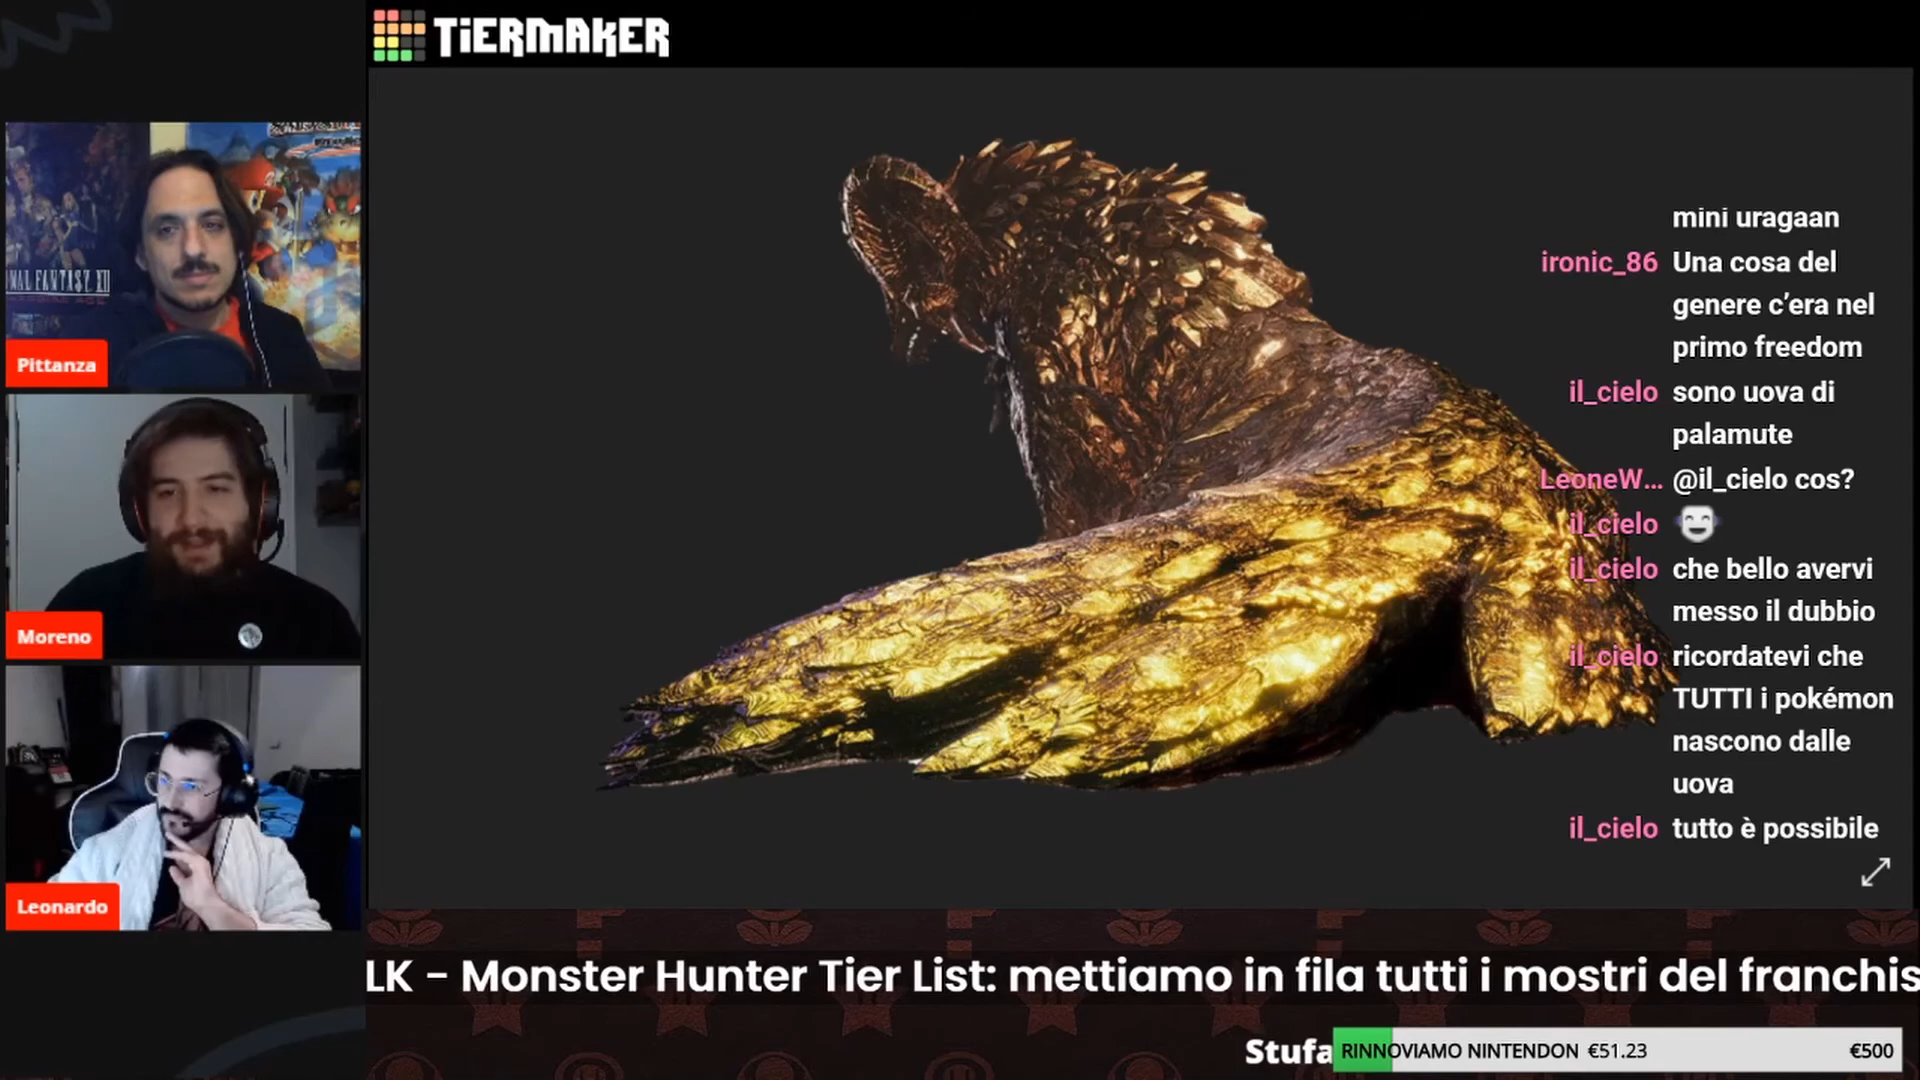 TiERMAKER
FINAL FANTASY XII
Pittanza
Moreno
Leonardo
mini uragaan
ironic_86 Una cosa del
genere c’era nel
primo freedom
il_cielo sono uova di
palamute
LeoneW... @il_cielo cos?
il_cielo
il_cielo che bello avervi
messo il dubbio
il_cielo ricordatevi che
TUTTI i pokémon
nascono dalle
uova
il_cielo tutto è possibile
LK - Monster Hunter Tier List: mettiamo in fila tutti i mostri del franchis
Stufa RINNOVIAMO NINTENDON €51.23 €500